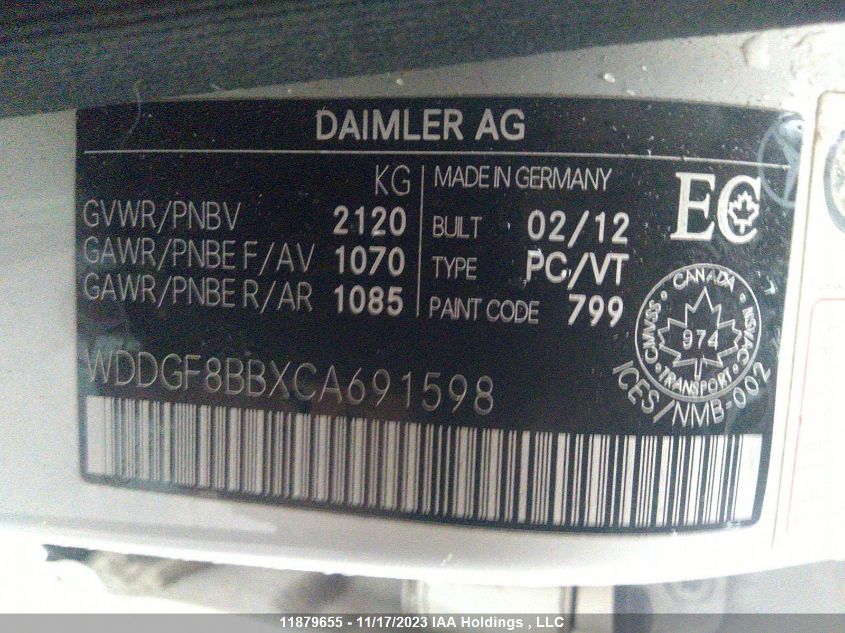 DAIMLER AG
KG
GVWR/PNBV 2120
GAWR/PNBE F/AV 1070
GAWR/PNBE R/AR 1085
MADE IN GERMANY
BUILT 02/12
TYPE PC/VT
PAINT CODE 799
EC
CANADA
CMVSS 974 NSVAC
TRANSPORT
ICES/NMB-002
WDDGF8BBXCA691598
11879655 - 11/17/2023 IAA Holdings , LLC